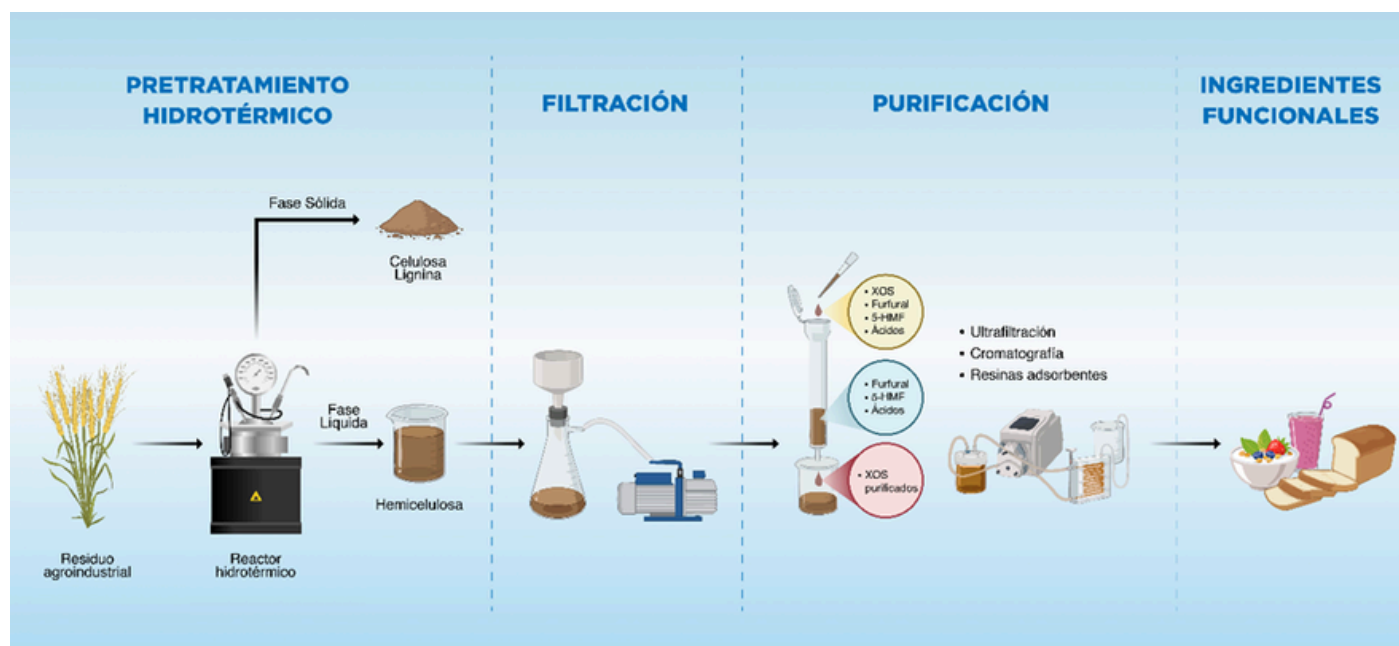 PRETRATAMIENTO
HIDROTÉRMICO
FILTRACIÓN
PURIFICACIÓN
INGREDIENTES
FUNCIONALES
Fase Sólida
Celulosa
Lignina
Residuo
agroindustrial
Reactor
hidrotérmico
Fase
Líquida
Hemicelulosa
• XOS
• Furfural
• 5-HMF
• Ácidos
• Furfural
• 5-HMF
• Ácidos
• XOS
purificados
• Ultrafiltración
• Cromatografía
• Resinas adsorbentes